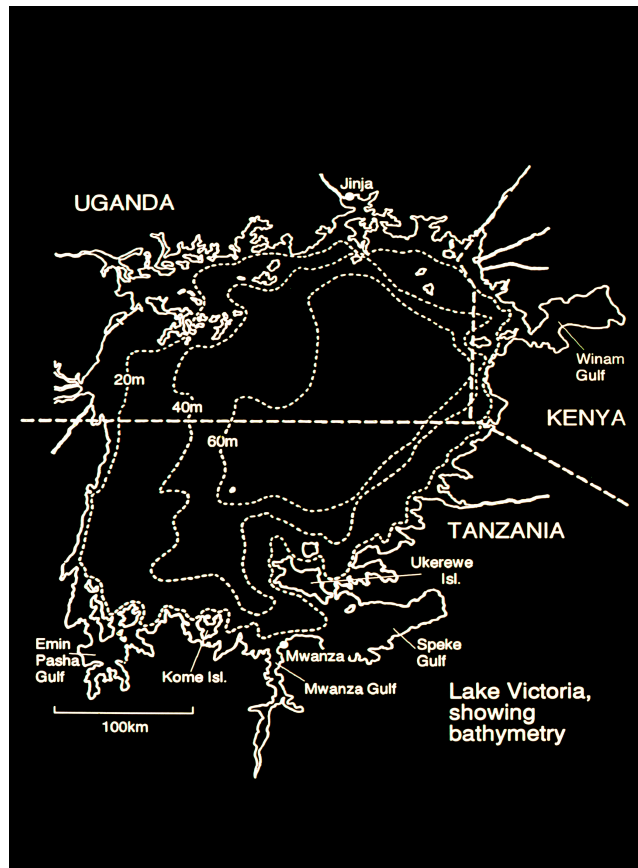 Jinja
UGANDA
Winam
Gulf
20m
40m
KENYA
60m
TANZANIA
Ukerewe
Isl.
Emin
Pasha
Gulf
Kome Isl.
Mwanza
Speke
Gulf
Mwanza Gulf
Lake Victoria,
showing
bathymetry
100km